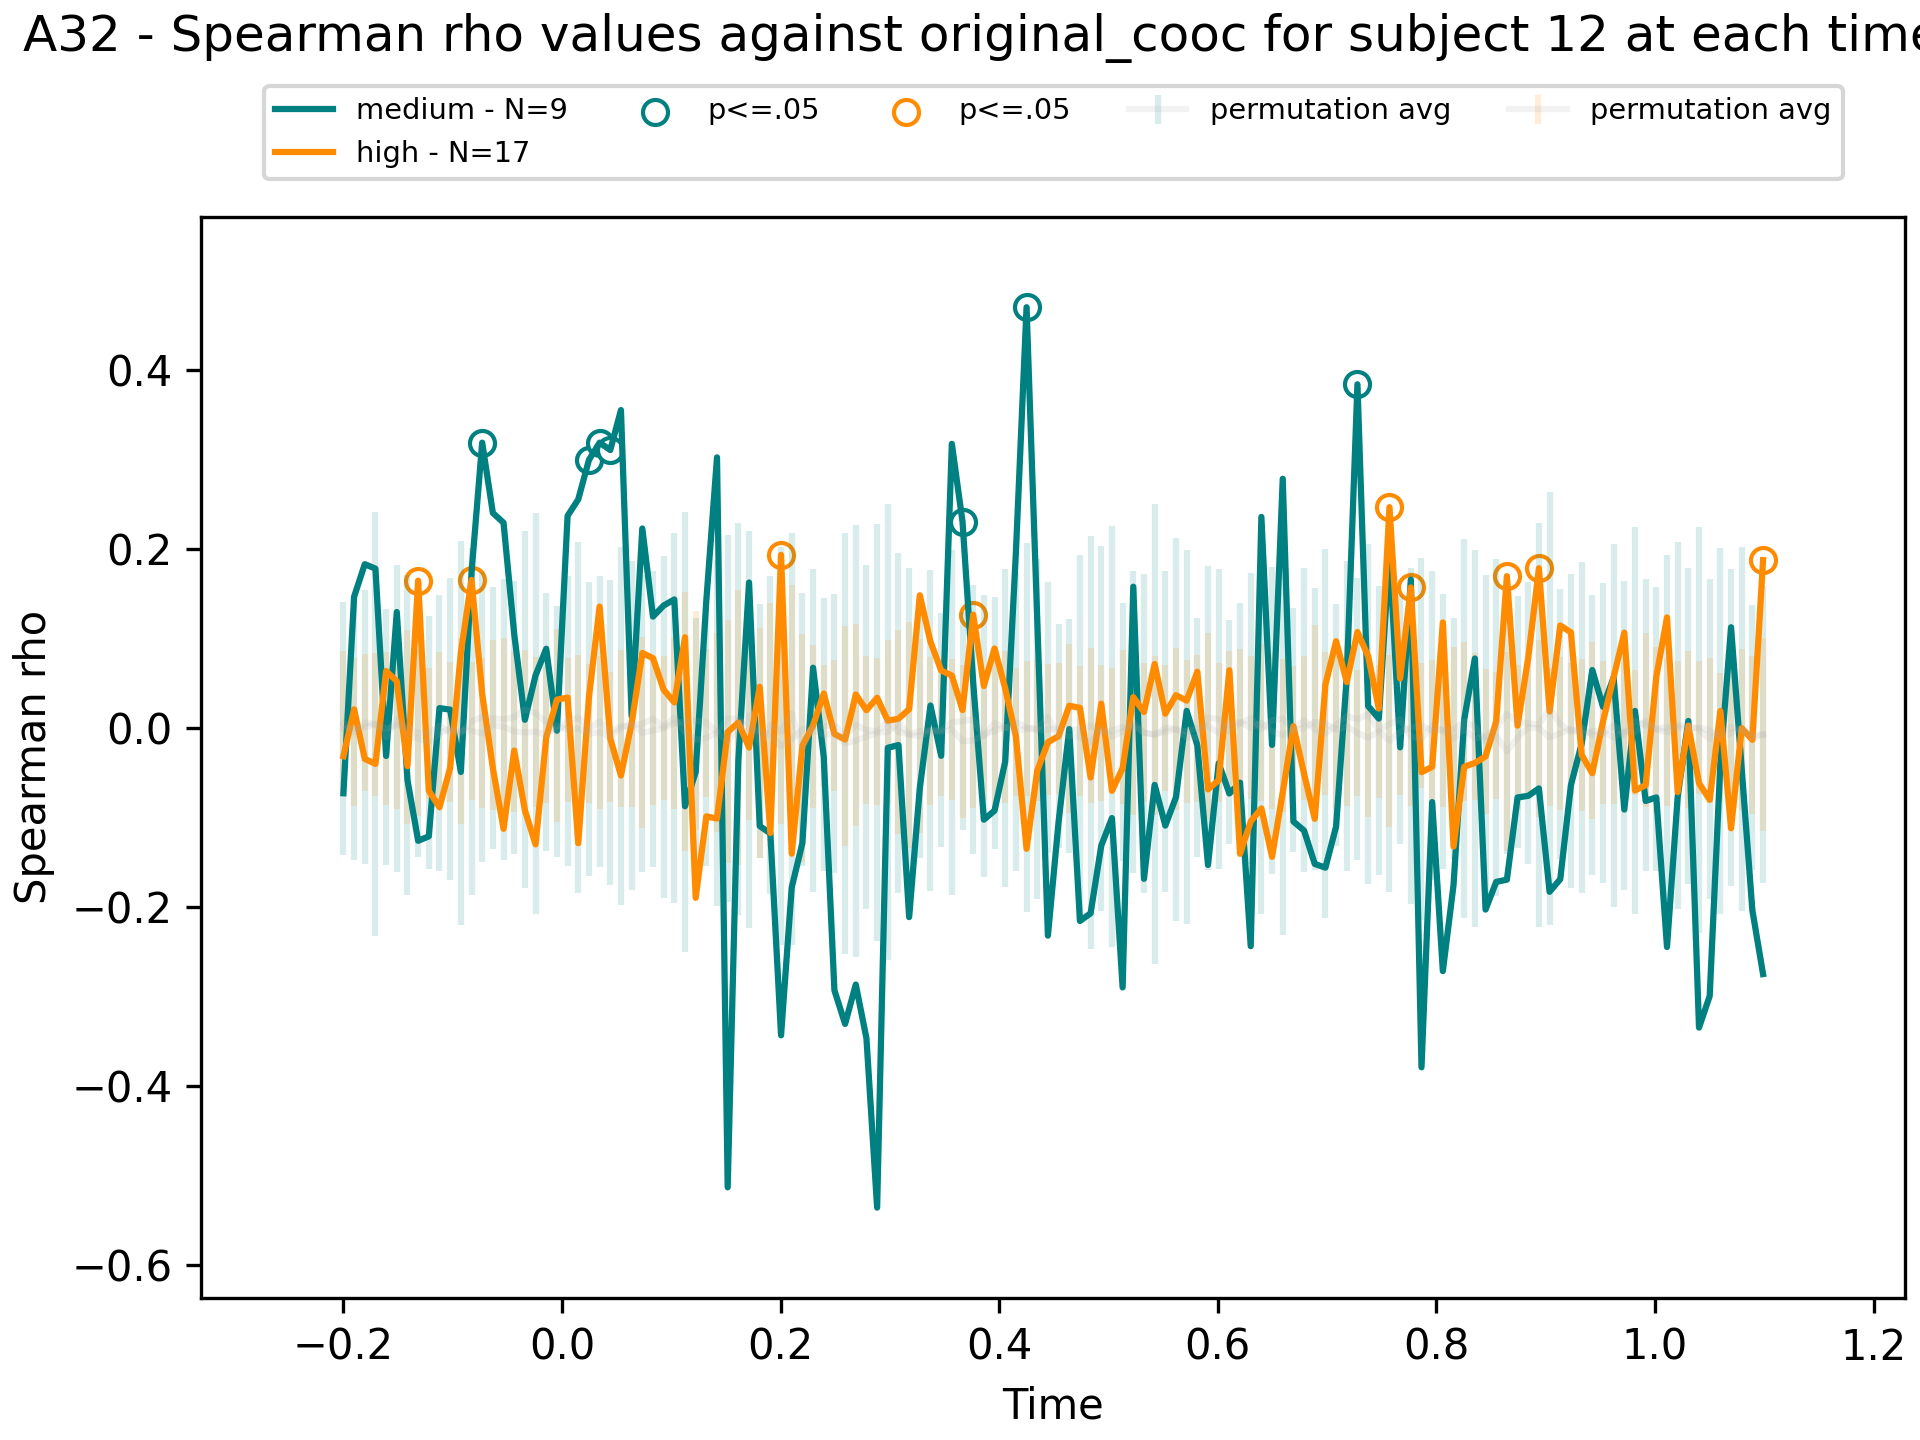 A32 - Spearman rho values against original_cooc for subject 12 at each time
medium - N=9
high - N=17
p<=.05
p<=.05
permutation avg
permutation avg
Spearman rho
0.4
0.2
0.0
−0.2
−0.4
−0.6
−0.2 0.0 0.2 0.4 0.6 0.8 1.0 1.2
Time